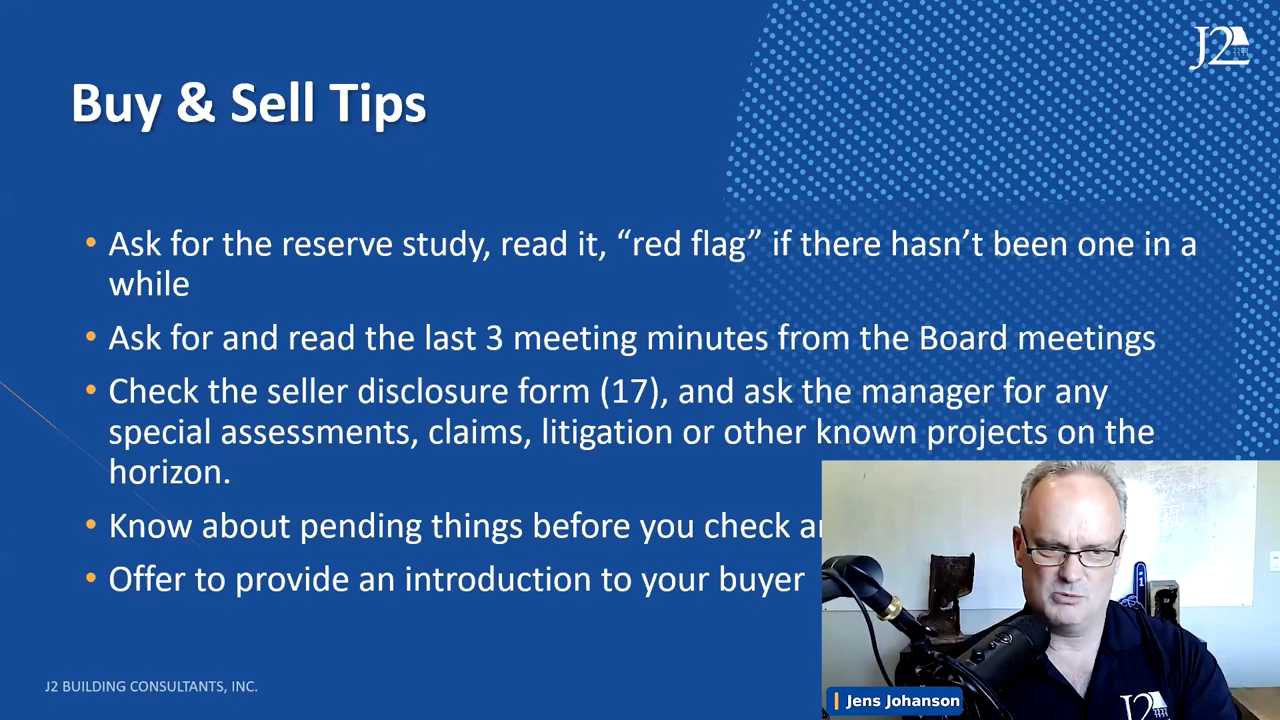 J2
Buy & Sell Tips
• Ask for the reserve study, read it, “red flag” if there hasn’t been one in a
while
• Ask for and read the last 3 meeting minutes from the Board meetings
• Check the seller disclosure form (17), and ask the manager for any
special assessments, claims, litigation or other known projects on the
horizon.
• Know about pending things before you check
• Offer to provide an introduction to your buyer
J2 BUILDING CONSULTANTS, INC.
Jens Johanson
J2